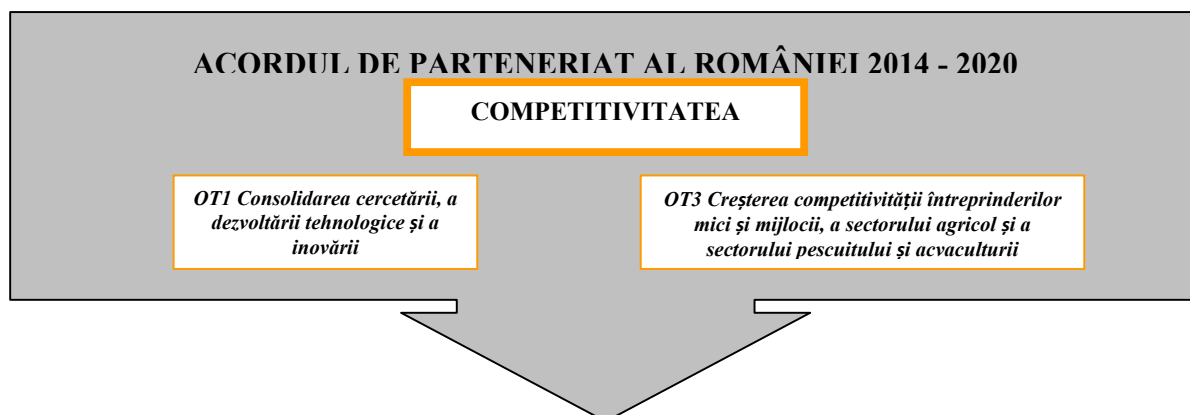 ACORDUL DE PARTENERIAT AL ROMÂNIEI 2014 - 2020
COMPETITIVITATEA
OT1 Consolidarea cercetării, a
dezvoltării tehnologice și a
inovării
OT3 Creșterea competitivității întreprinderilor
mici și mijlocii, a sectorului agricol și a
sectorului pescuitului și acvaculturii